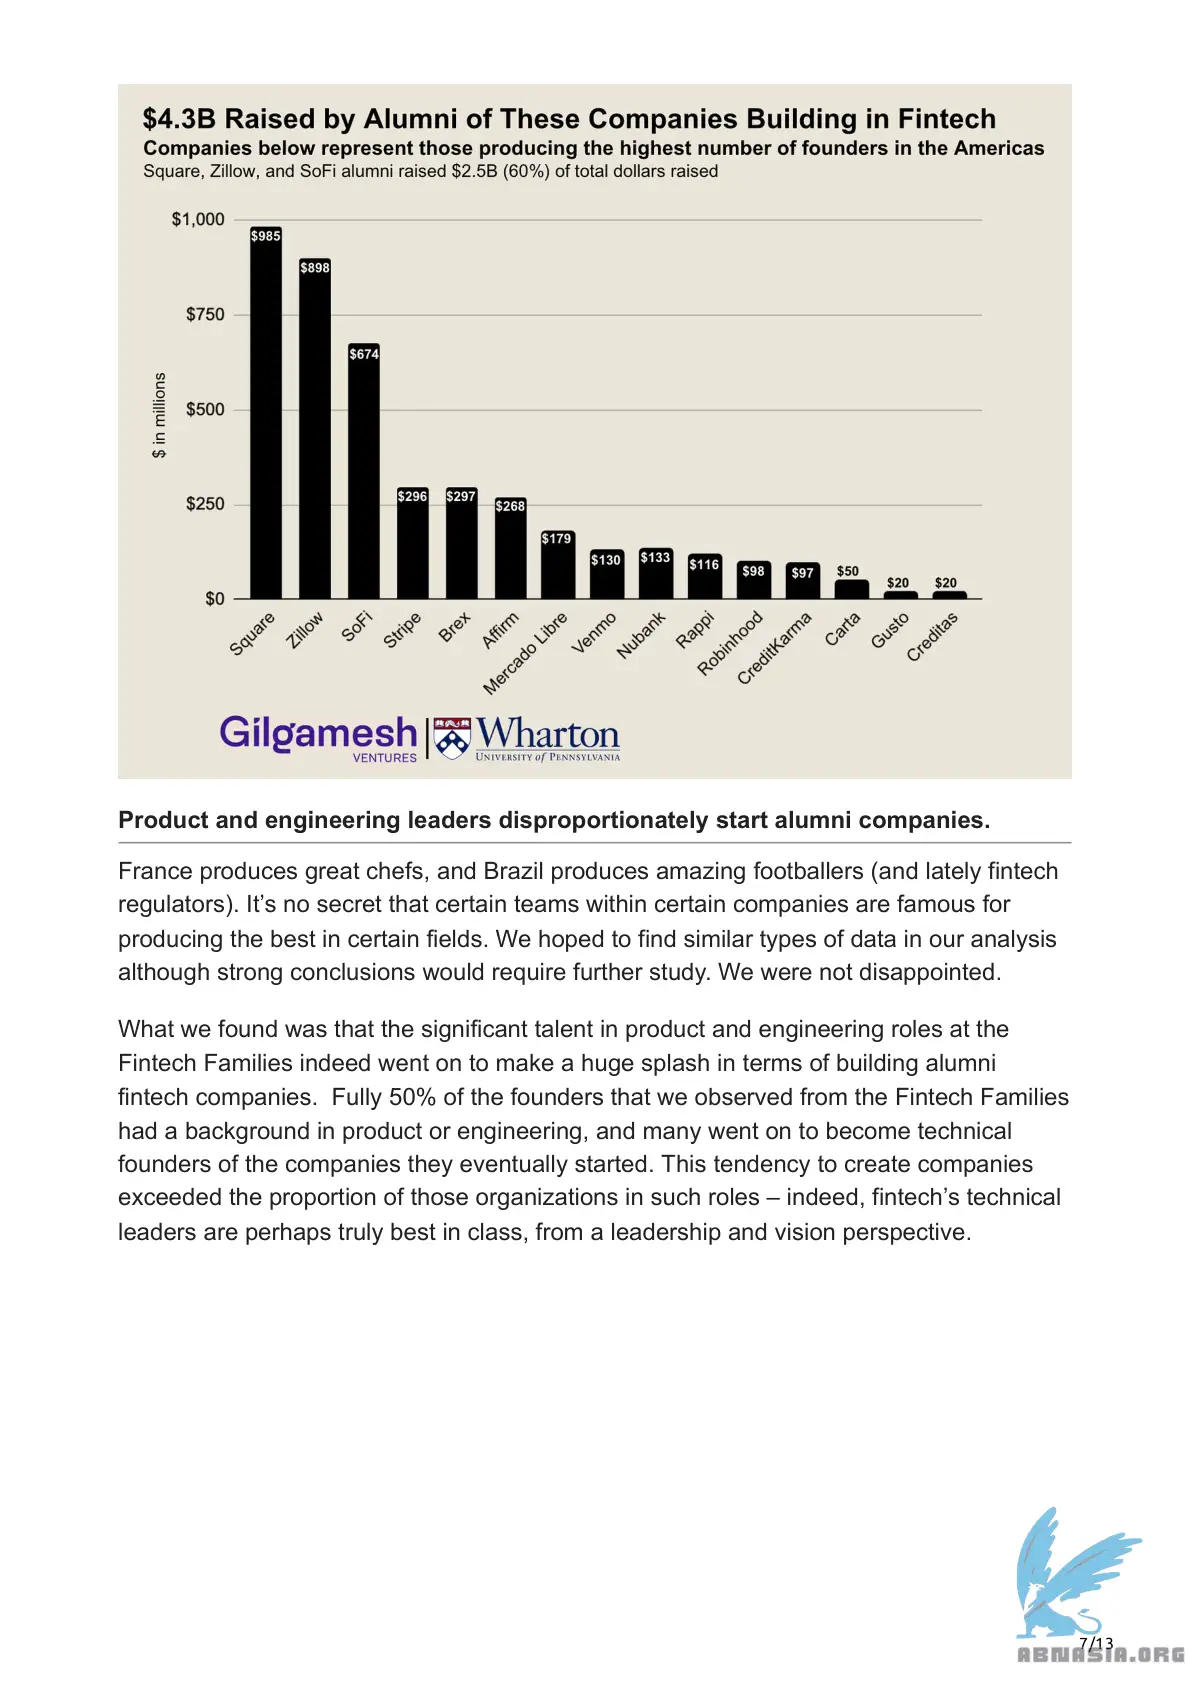 $4.3B Raised by Alumni of These Companies Building in Fintech
Companies below represent those producing the highest number of founders in the Americas
Square, Zillow, and SoFi alumni raised $2.5B (60%) of total dollars raised
$ in millions
$1,000
$750
$500
$250
$0
$985
$898
$674
$296
$297
$268
$179
$130
$133
$116
$98
$97
$50
$20
$20
Square
Zillow
SoFi
Stripe
Brex
Affirm
Mercado Libre
Venmo
Nubank
Rappi
Robinhood
CreditKarma
Carta
Gusto
Creditas
Gilgamesh
VENTURES
Wharton
UNIVERSITY of PENNSYLVANIA
Product and engineering leaders disproportionately start alumni companies.
France produces great chefs, and Brazil produces amazing footballers (and lately fintech
regulators). It’s no secret that certain teams within certain companies are famous for
producing the best in certain fields. We hoped to find similar types of data in our analysis
although strong conclusions would require further study. We were not disappointed.
What we found was that the significant talent in product and engineering roles at the
Fintech Families indeed went on to make a huge splash in terms of building alumni
fintech companies.  Fully 50% of the founders that we observed from the Fintech Families
had a background in product or engineering, and many went on to become technical
founders of the companies they eventually started. This tendency to create companies
exceeded the proportion of those organizations in such roles – indeed, fintech’s technical
leaders are perhaps truly best in class, from a leadership and vision perspective.
7/13
ABNASIA.ORG